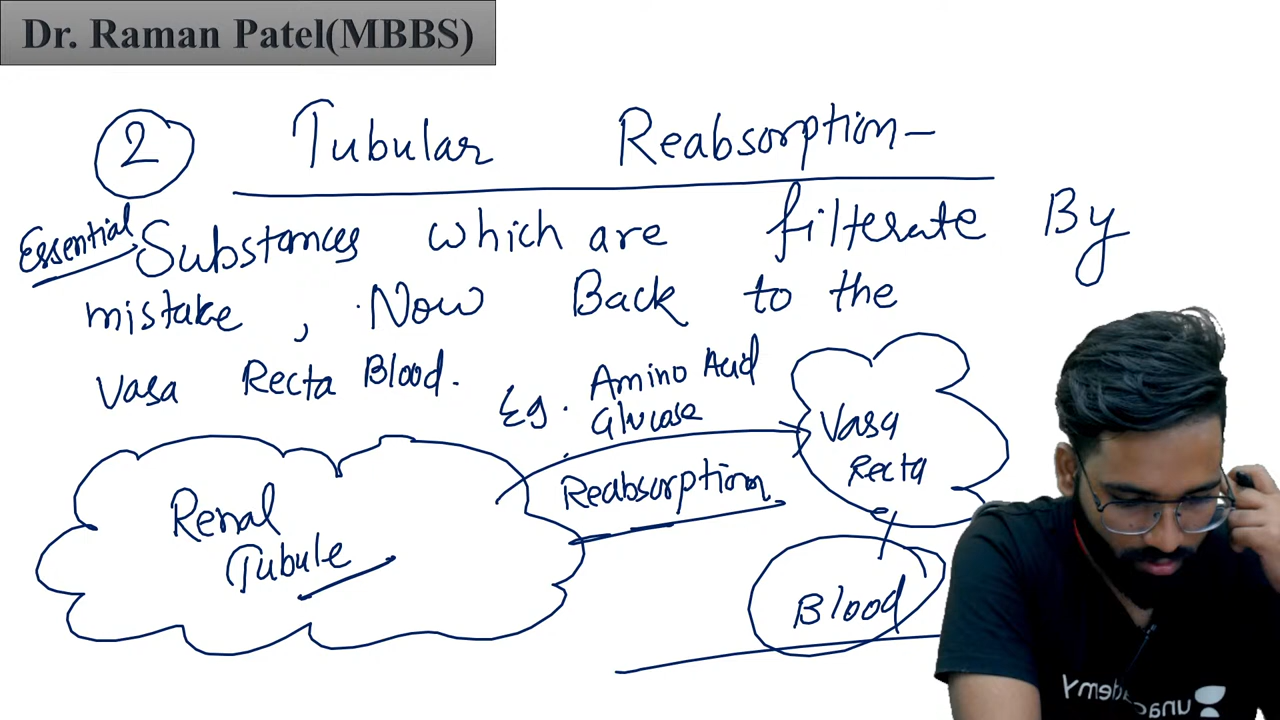 Dr. Raman Patel(MBBS)
2 Tubular Reabsorption-
Essential Substances which are filterate By
mistake, Now Back to the
Vasa Recta Blood.
Eg. Amino Acid
Glucose
Renal
Tubule
Reabsorption
Vasa
Recta
Blood
unacademy